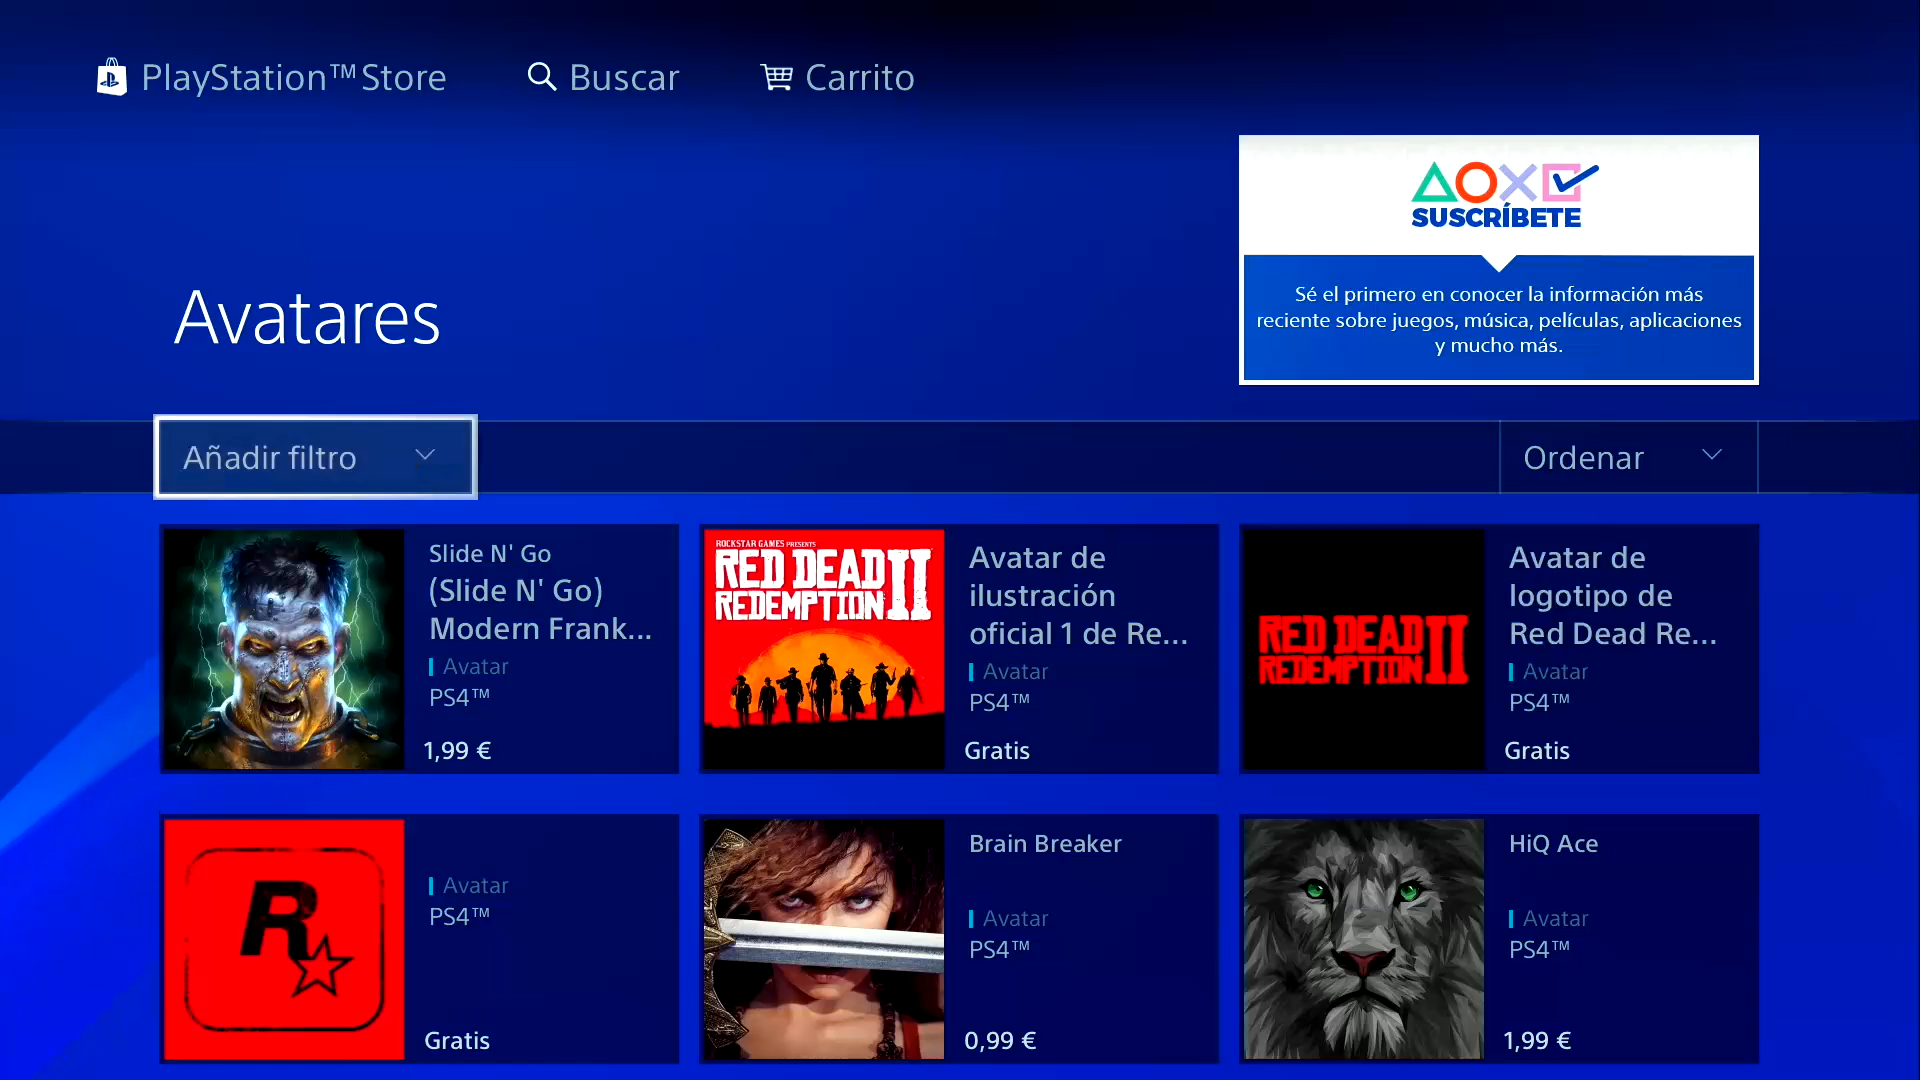 PlayStation™Store
Buscar
Carrito
SUSCRÍBETE
Sé el primero en conocer la información más
reciente sobre juegos, música, películas, aplicaciones
y mucho más.
Avatares
Añadir filtro
Ordenar
Slide N' Go
(Slide N' Go)
Modern Frank...
Avatar
PS4™
1,99 €
ROCKSTAR GAMES PRESENTS
RED DEAD
REDEMPTION II
Avatar de
ilustración
oficial 1 de Re...
Avatar
PS4™
Gratis
RED DEAD
REDEMPTION II
Avatar de
logotipo de
Red Dead Re...
Avatar
PS4™
Gratis
R
Avatar
PS4™
Gratis
Brain Breaker
Avatar
PS4™
0,99 €
HiQ Ace
Avatar
PS4™
1,99 €